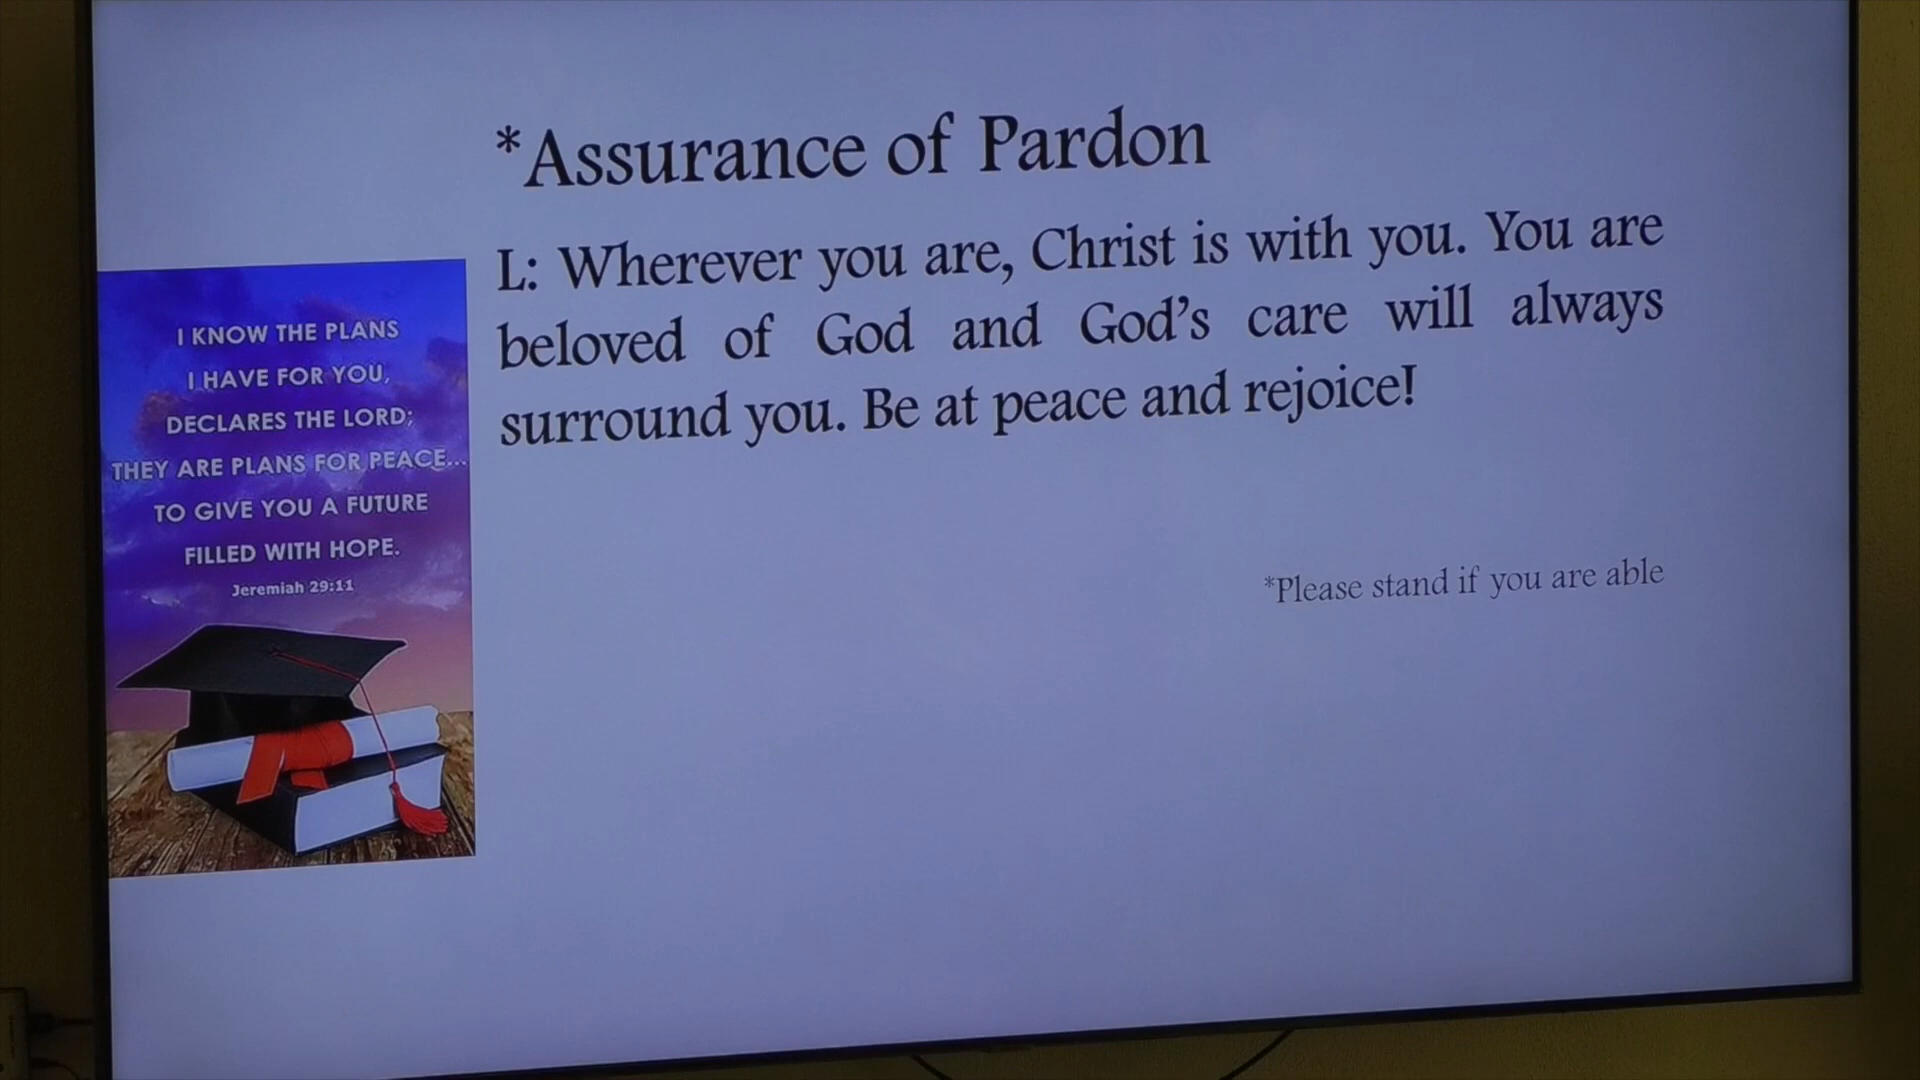 *Assurance of Pardon
L: Wherever you are, Christ is with you. You are
beloved of God and God's care will always
surround you. Be at peace and rejoice!
*Please stand if you are able
I KNOW THE PLANS
I HAVE FOR YOU,
DECLARES THE LORD;
THEY ARE PLANS FOR PEACE...
TO GIVE YOU A FUTURE
FILLED WITH HOPE.
Jeremiah 29:11